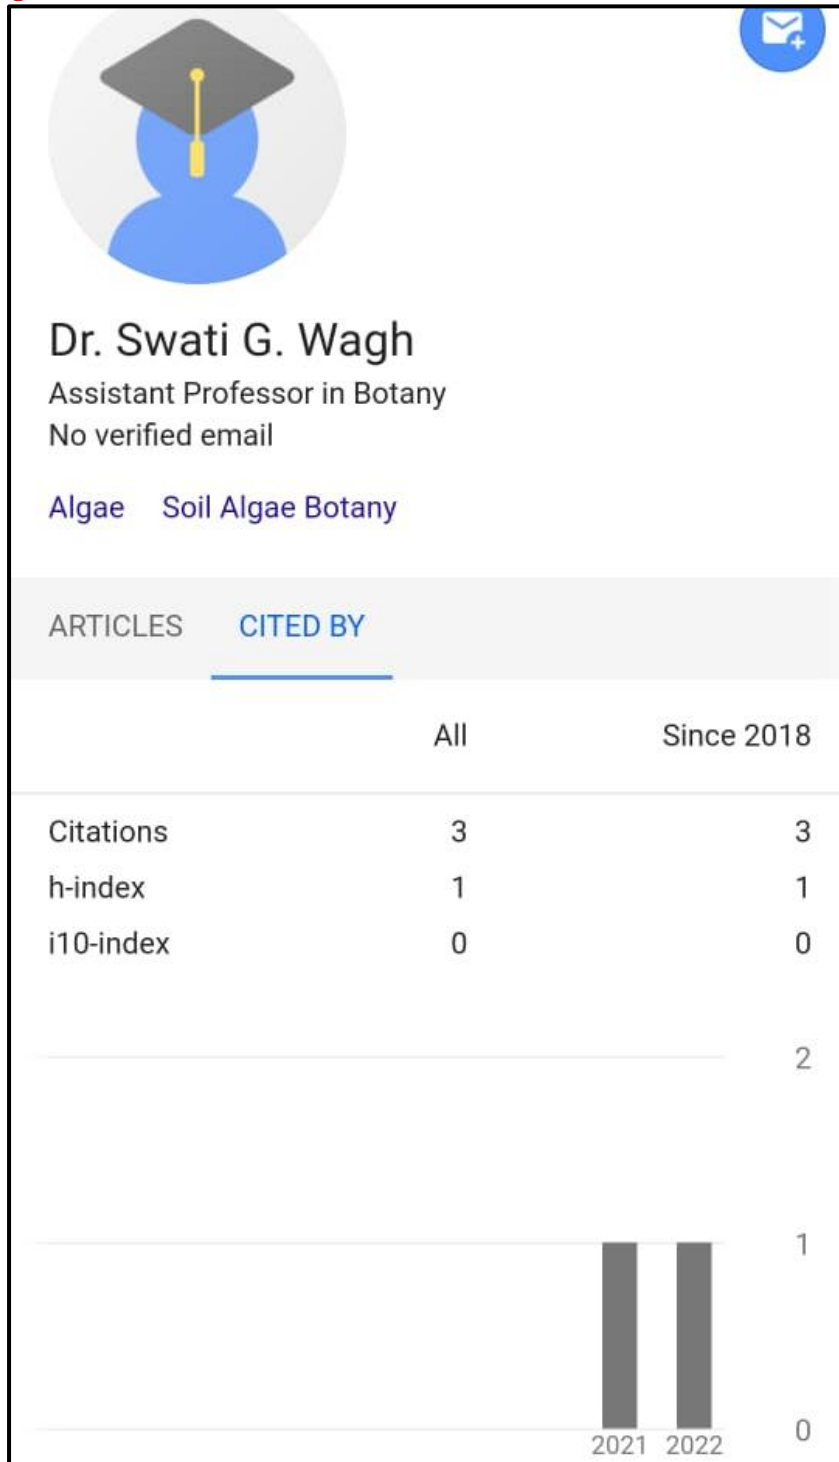 Dr. Swati G. Wagh
Assistant Professor in Botany
No verified email
Algae Soil Algae Botany
ARTICLES CITED BY
All Since 2018
Citations 3 3
h-index 1 1
i10-index 0 0
2
1
0
2021 2022